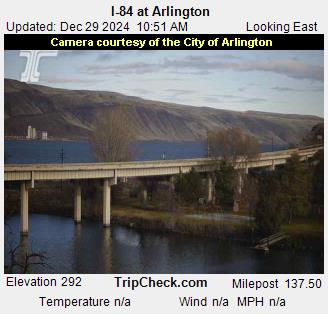 I-84 at Arlington
Updated: Dec 29 2024 10:51 AM Looking East
Camera courtesy of the City of Arlington
Elevation 292 TripCheck.com Milepost 137.50
Temperature n/a Wind n/a MPH n/a